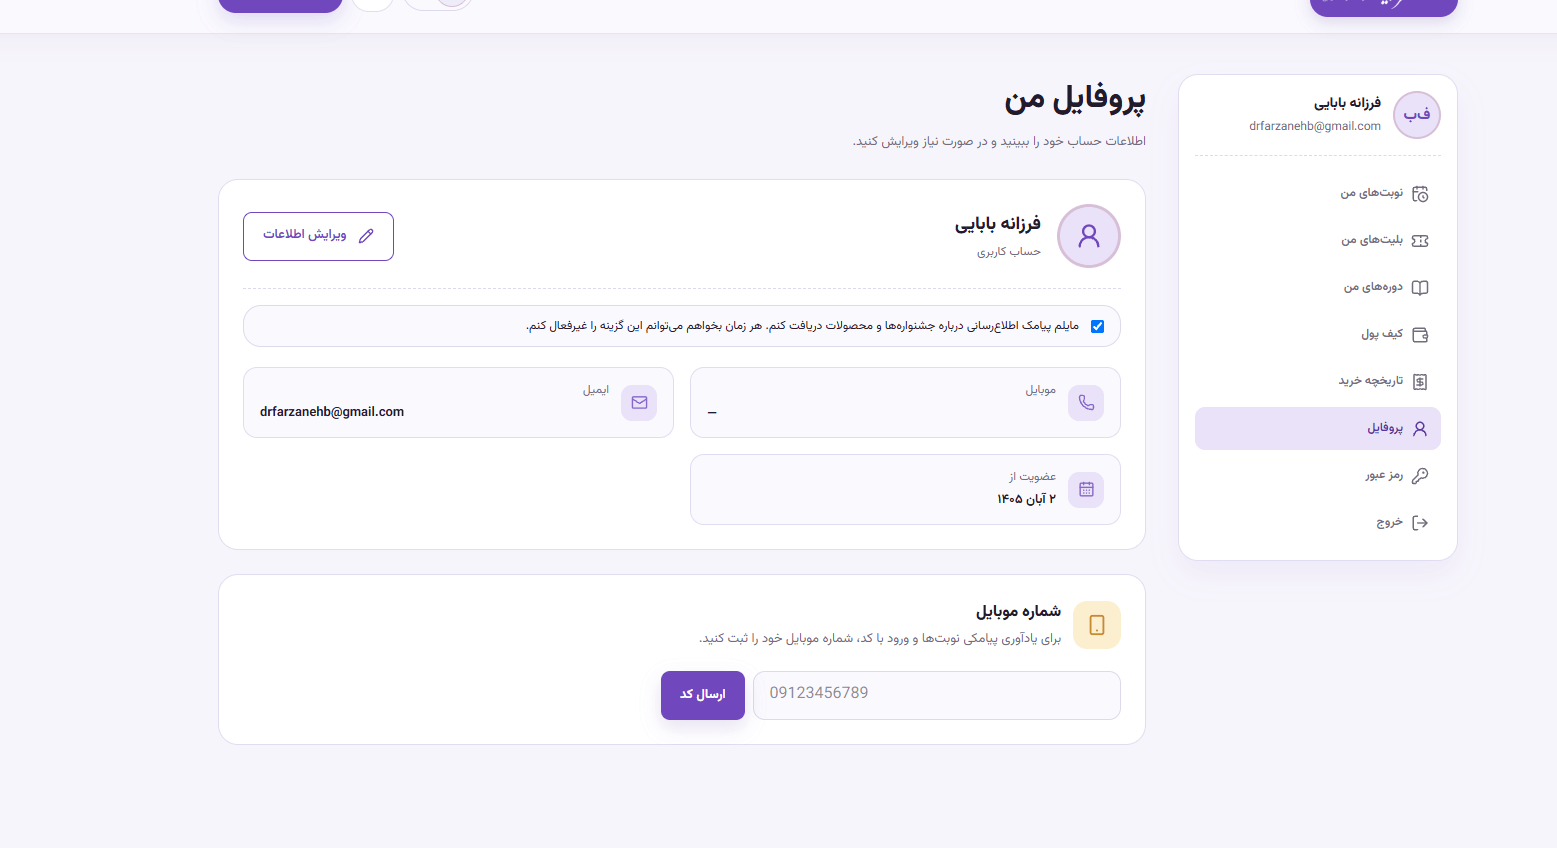 فرزانه بابایی
drfarzanehb@gmail.com
ف‌ب
نوبت‌های من
بلیت‌های من
دوره‌های من
کیف پول
تاریخچه خرید
پروفایل
رمز عبور
خروج
پروفایل من
اطلاعات حساب خود را ببینید و در صورت نیاز ویرایش کنید.
فرزانه بابایی
حساب کاربری
ویرایش اطلاعات
مایلم پیامک اطلاع‌رسانی درباره جشنواره‌ها و محصولات دریافت کنم. هر زمان بخواهم می‌توانم این گزینه را غیرفعال کنم.
موبایل
—
ایمیل
drfarzanehb@gmail.com
عضویت از
۲ آبان ۱۴۰۵
شماره موبایل
برای یادآوری پیامکی نوبت‌ها و ورود با کد، شماره موبایل خود را ثبت کنید.
09123456789
ارسال کد